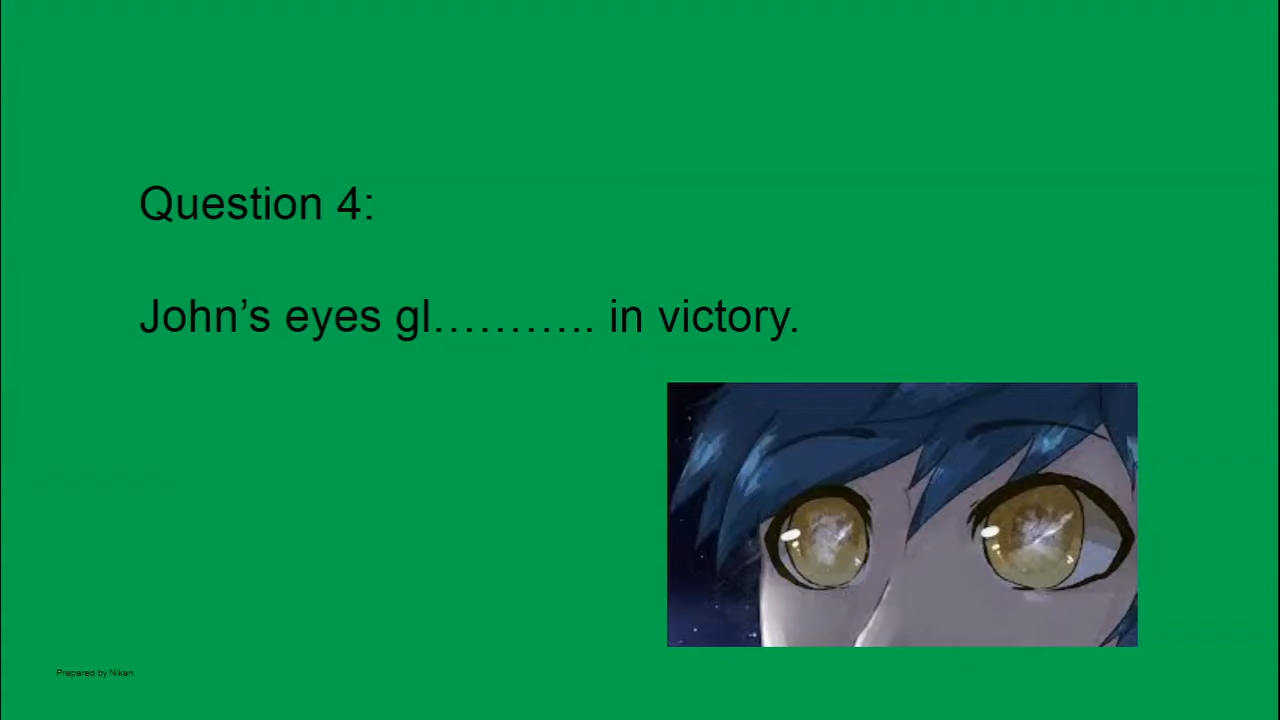 Question 4:
John’s eyes gl……….. in victory.
Prepared by Nikan